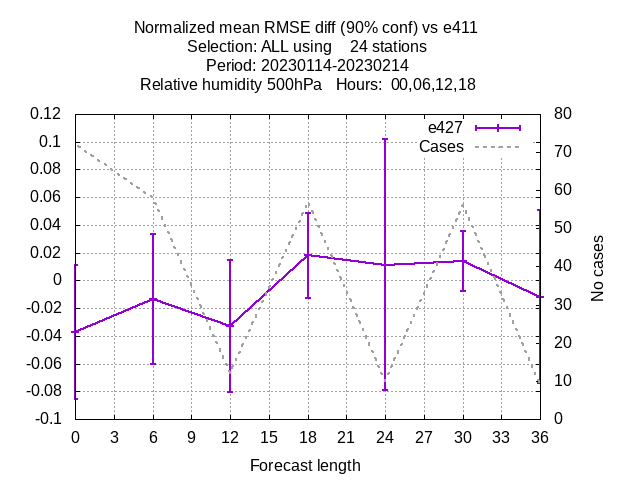 Normalized mean RMSE diff (90% conf) vs e411
Selection: ALL using    24 stations
Period: 20230114-20230214
Relative humidity 500hPa   Hours:  00,06,12,18
0.12
0.1
0.08
0.06
0.04
0.02
0
-0.02
-0.04
-0.06
-0.08
-0.1
e427
Cases
80
70
60
50
40
30
20
10
0
No cases
0 3 6 9 12 15 18 21 24 27 30 33 36
Forecast length